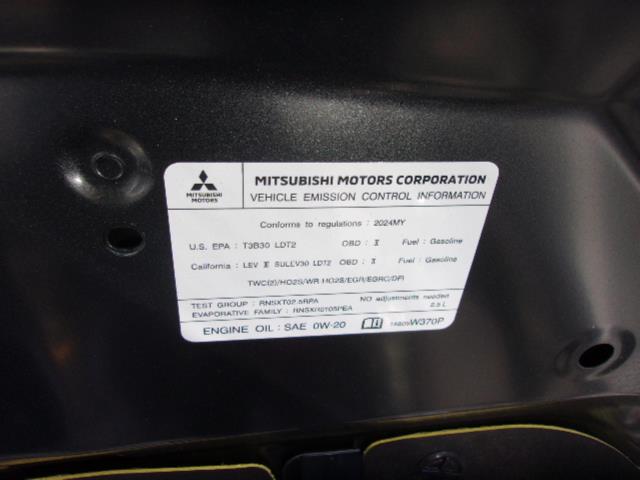 MITSUBISHI MOTORS
MITSUBISHI MOTORS CORPORATION
VEHICLE EMISSION CONTROL INFORMATION
Conforms to regulations : 2024MY
U.S. EPA : T3B30 LDT2 OBD : II Fuel : Gasoline
California : LEV III SULEV30 LDT2 OBD : II Fuel : Gasoline
TWC(2)/HO2S/WR-HO2S/EGR/EGRC/DFI
TEST GROUP : RNSXT02.5RPA NO adjustments needed
EVAPORATIVE FAMILY : 2.5 L
ENGINE OIL : SAE 0W-20 W370P